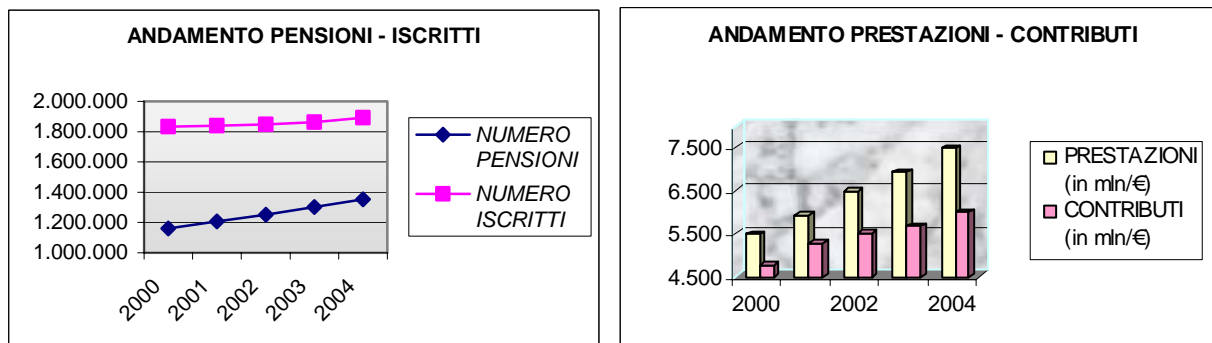 ANDAMENTO PENSIONI - ISCRITTI
2.000.000
1.800.000
1.600.000
1.400.000
1.200.000
1.000.000
2000
2001
2002
2003
2004
NUMERO
PENSIONI
NUMERO
ISCRITTI
ANDAMENTO PRESTAZIONI - CONTRIBUTI
7.500
6.500
5.500
4.500
2000
2002
2004
PRESTAZIONI
(in mln/€)
CONTRIBUTI
(in mln/€)